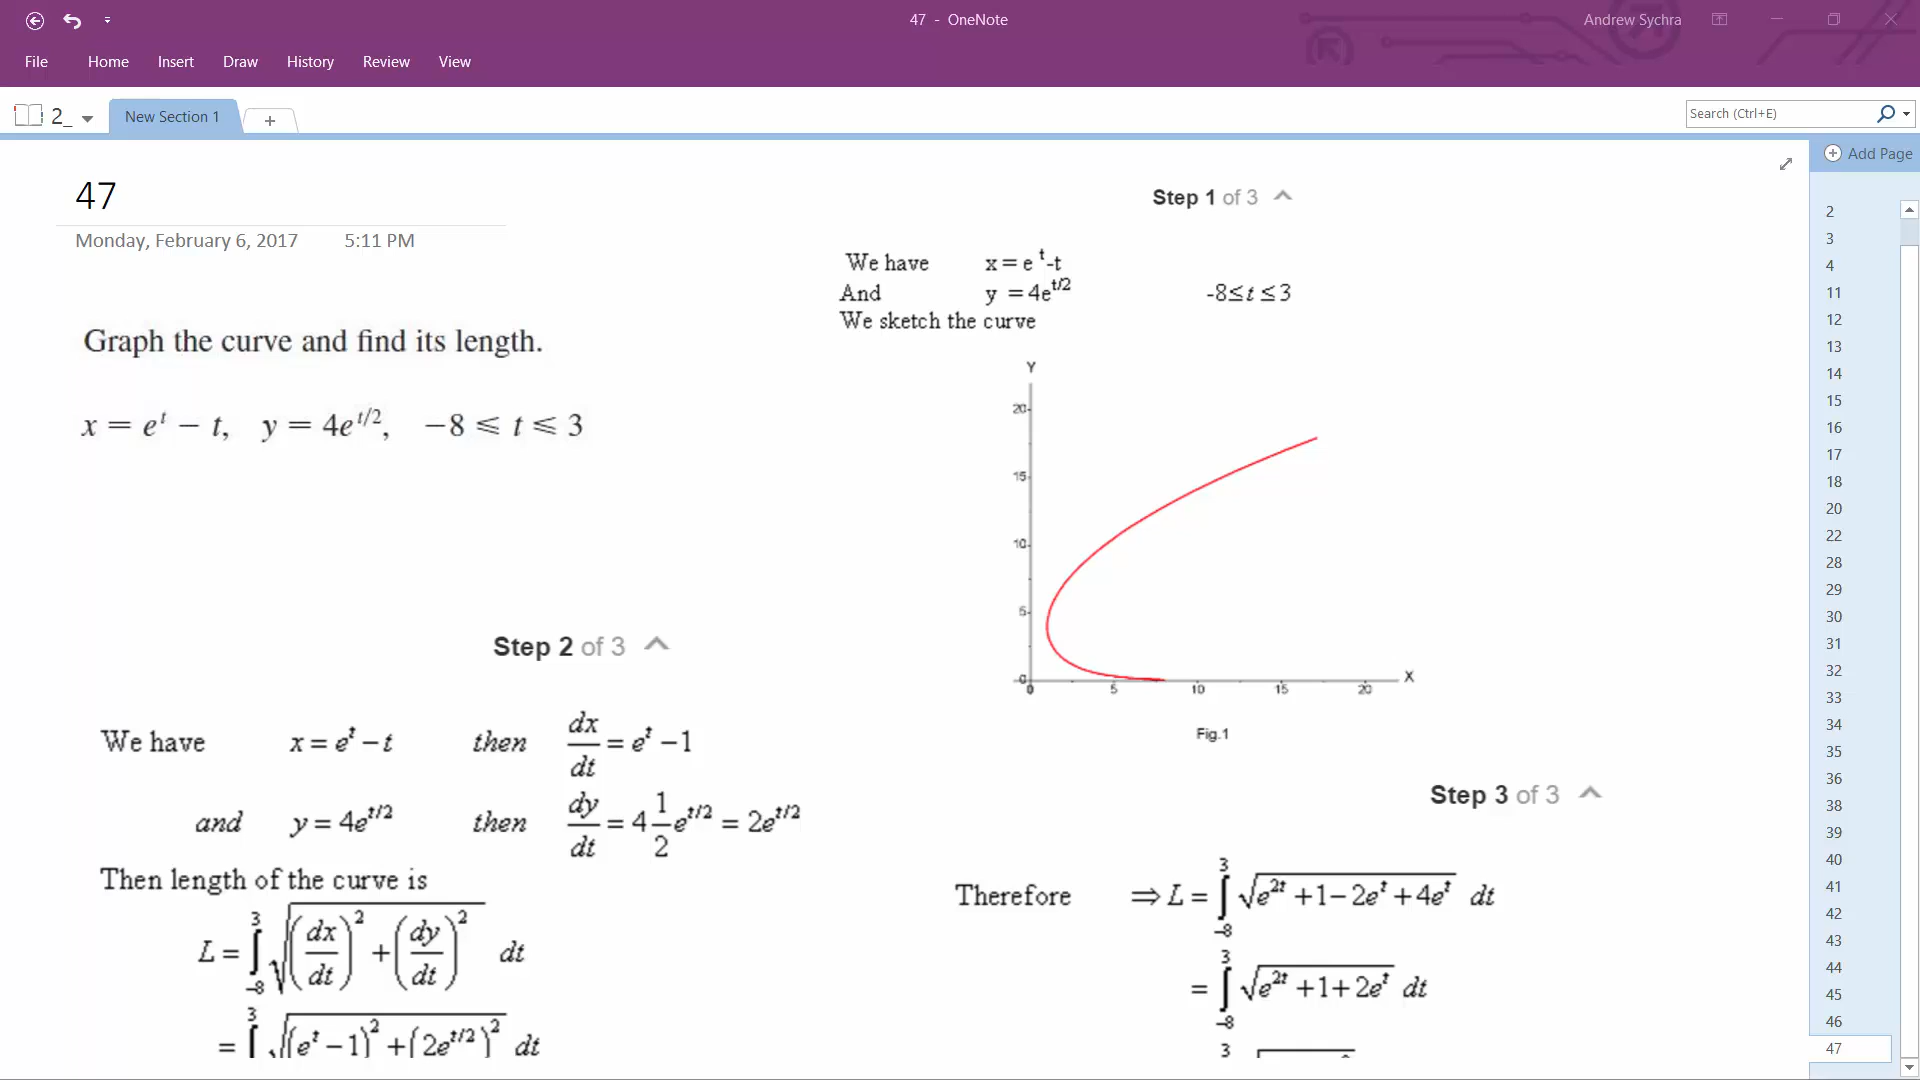 47 - OneNote
Andrew Sychra
File Home Insert Draw History Review View
2_ New Section 1 +
Search (Ctrl+E)
Add Page
47
Monday, February 6, 2017 5:11 PM
Graph the curve and find its length.
x = e^t − t, y = 4e^{t/2}, −8 ⩽ t ⩽ 3
Step 1 of 3
We have x = e^t-t
And y = 4e^{t/2} -8≤t≤3
We sketch the curve
Y
20
15
10
5
0
0 5 10 15 20 X
Fig.1
Step 2 of 3
We have x = e^t − t then dx/dt = e^t − 1
and y = 4e^{t/2} then dy/dt = 4 1/2 e^{t/2} = 2e^{t/2}
Then length of the curve is
L = ∫_{-8}^{3} √((dx/dt)^2 + (dy/dt)^2) dt
= ∫^{3} √((e^t − 1)^2 + (2e^{t/2})^2) dt
Step 3 of 3
Therefore ⇒ L = ∫_{-8}^{3} √(e^{2t} + 1 − 2e^t + 4e^t) dt
= ∫_{-8}^{3} √(e^{2t} + 1 + 2e^t) dt
3
2
3
4
11
12
13
14
15
16
17
18
20
22
28
29
30
31
32
33
34
35
36
38
39
40
41
42
43
44
45
46
47